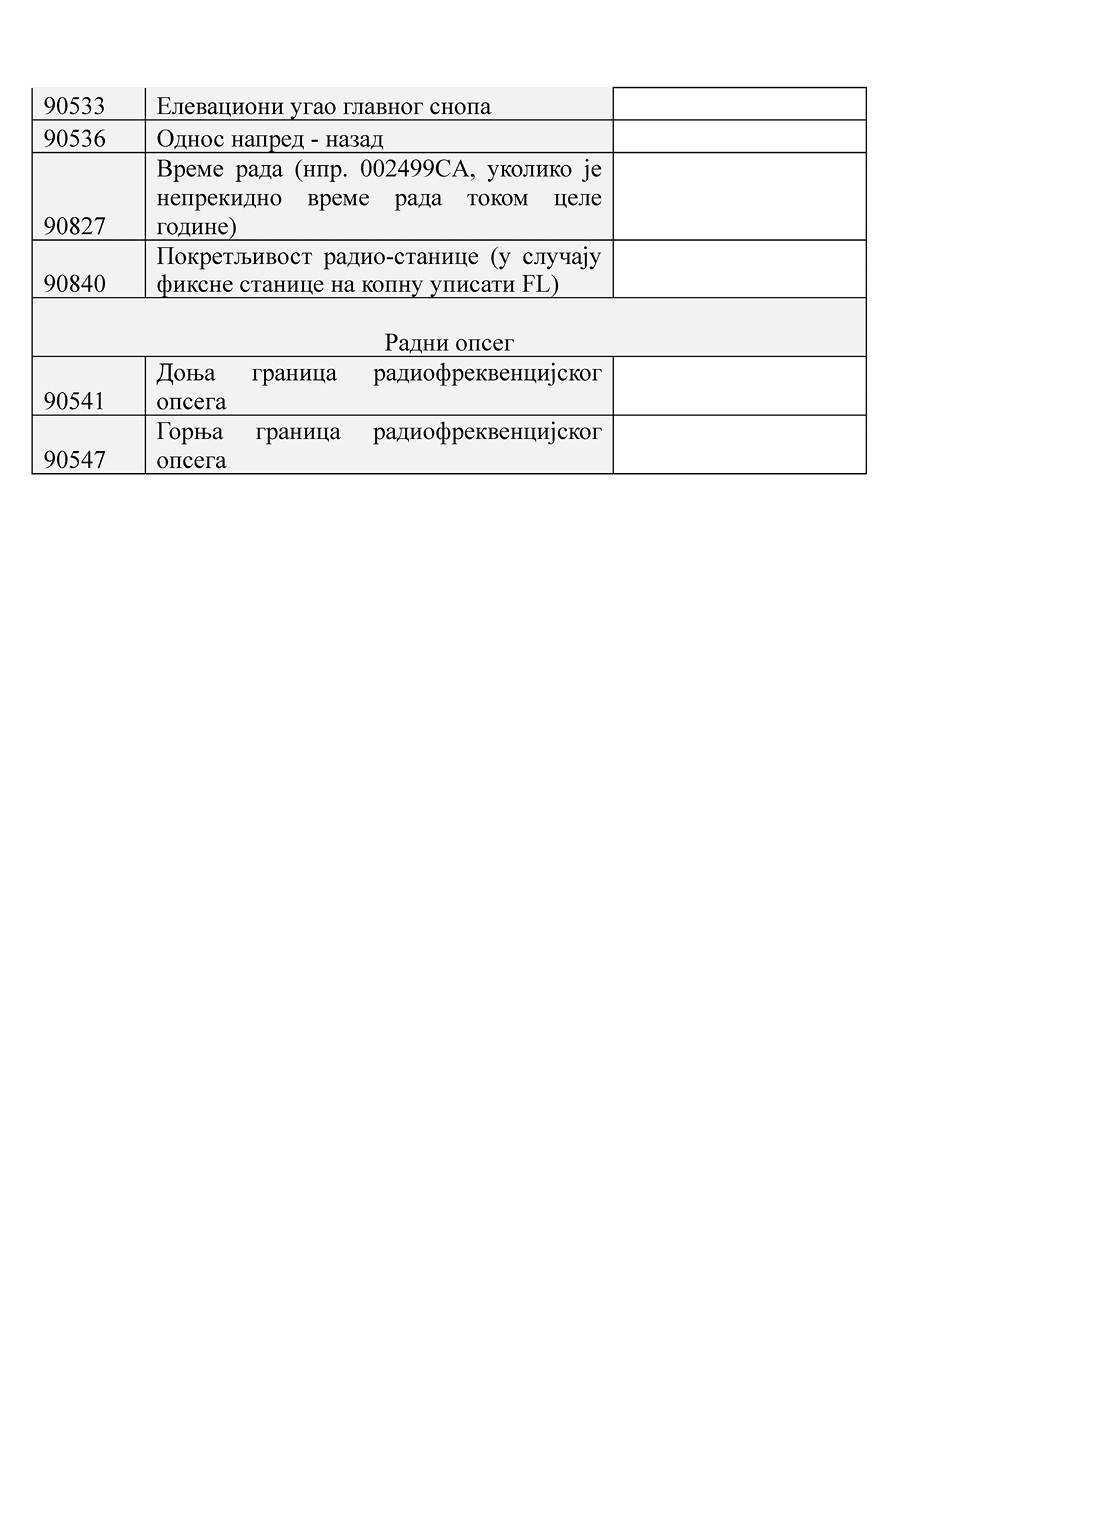 90533 Елевациони угао главног снопа
90536 Однос напред - назад
Време рада (нпр. 002499CA, уколико је
непрекидно време рада током целе
90827 године)
Покретљивост радио-станице (у случају
90840 фиксне станице на копну уписати FL)
Радни опсег
Доња граница радиофреквенцијског
90541 опсега
Горња граница радиофреквенцијског
90547 опсега